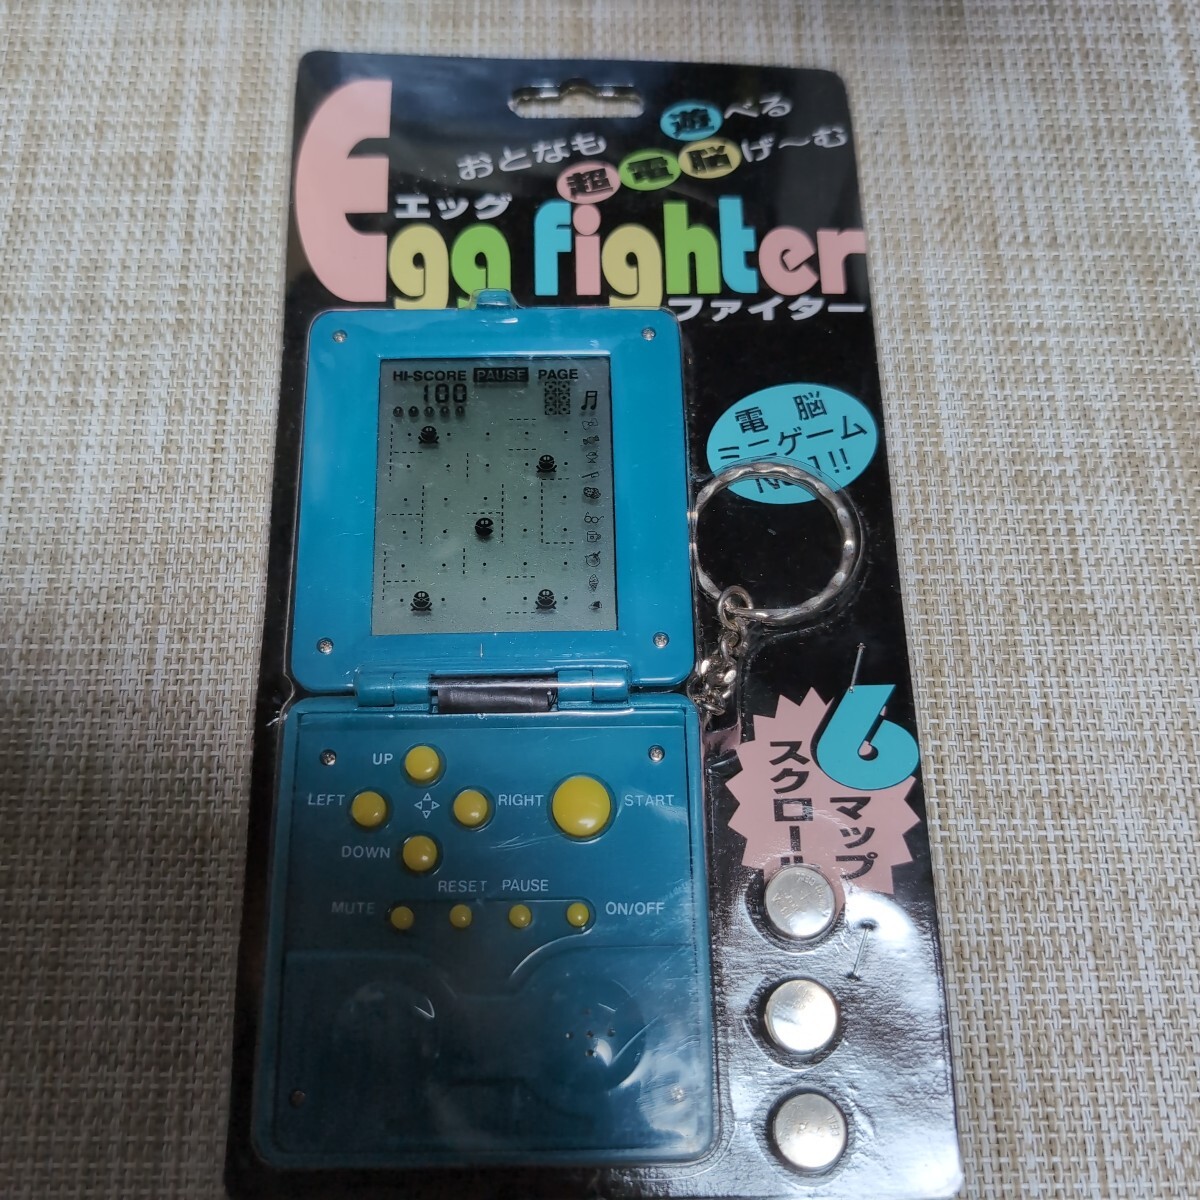 おとなも遊べる
超電脳げ～む
エッグ
Egg fighter
ファイター
HI-SCORE PAUSE PAGE
100
電脳
ミニゲーム
No.1!!
6
マップ
スクロール
UP
LEFT
RIGHT
START
DOWN
RESET PAUSE
MUTE
ON/OFF